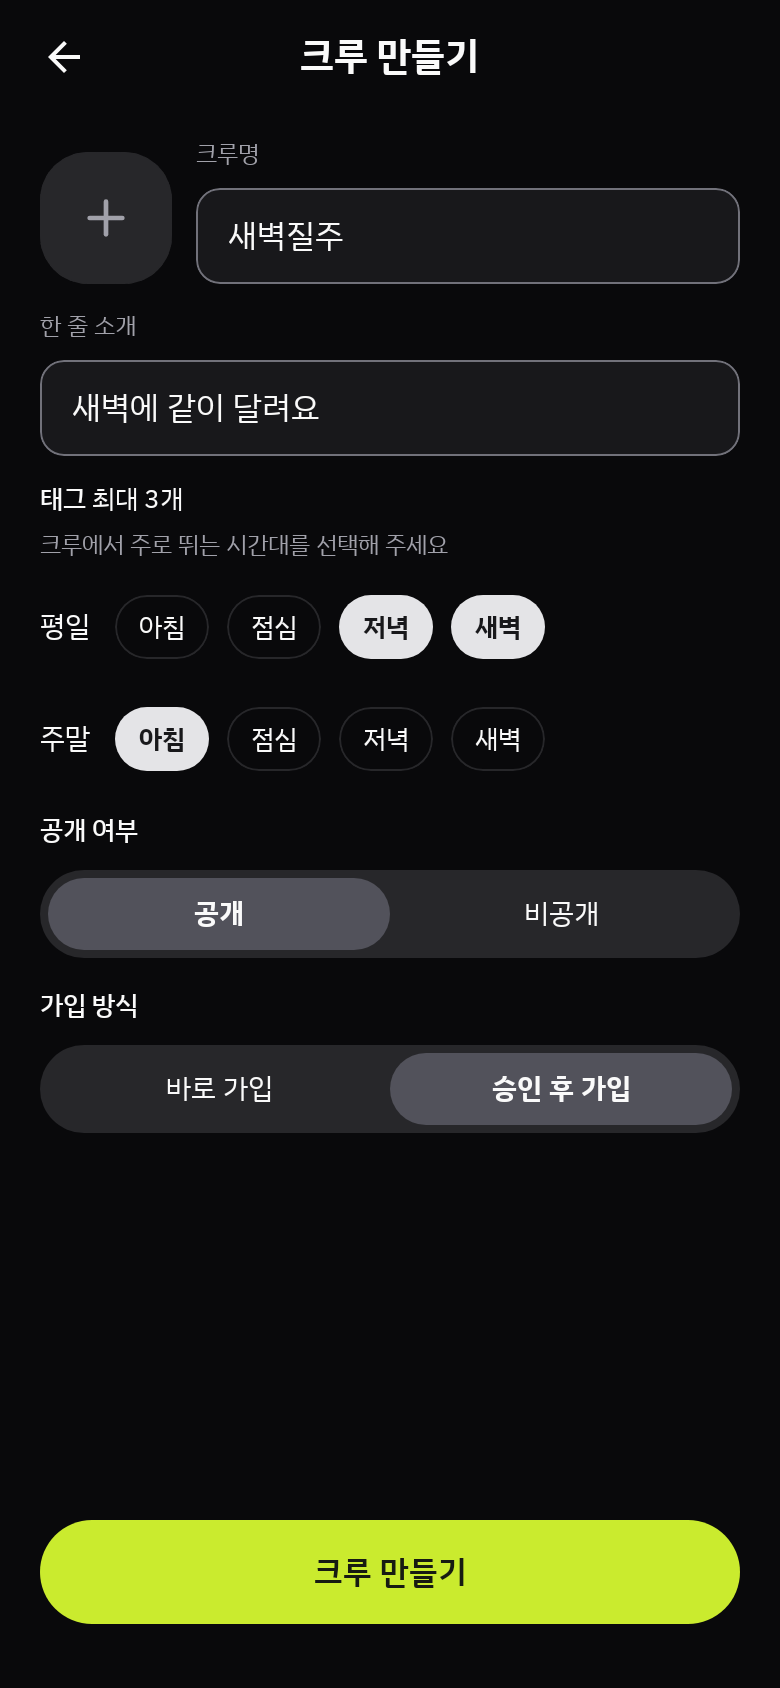 크루 만들기
크루명
새벽질주
한 줄 소개
새벽에 같이 달려요
태그 최대 3개
크루에서 주로 뛰는 시간대를 선택해 주세요
평일 아침 점심 저녁 새벽
주말 아침 점심 저녁 새벽
공개 여부
공개 비공개
가입 방식
바로 가입 승인 후 가입
크루 만들기